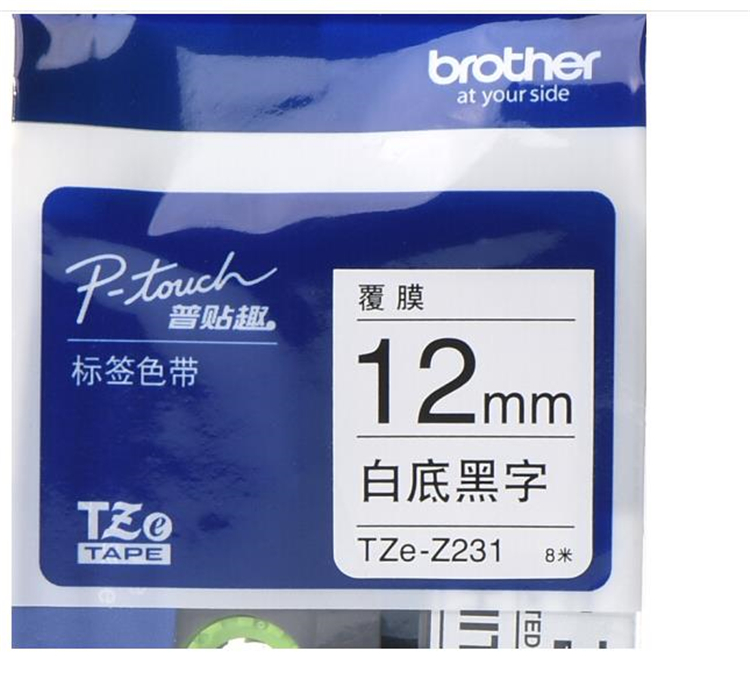 brother
at your side
P-touch
普贴趣
标签色带
TZe
TAPE
覆膜
12mm
白底黑字
TZe-Z231 8米